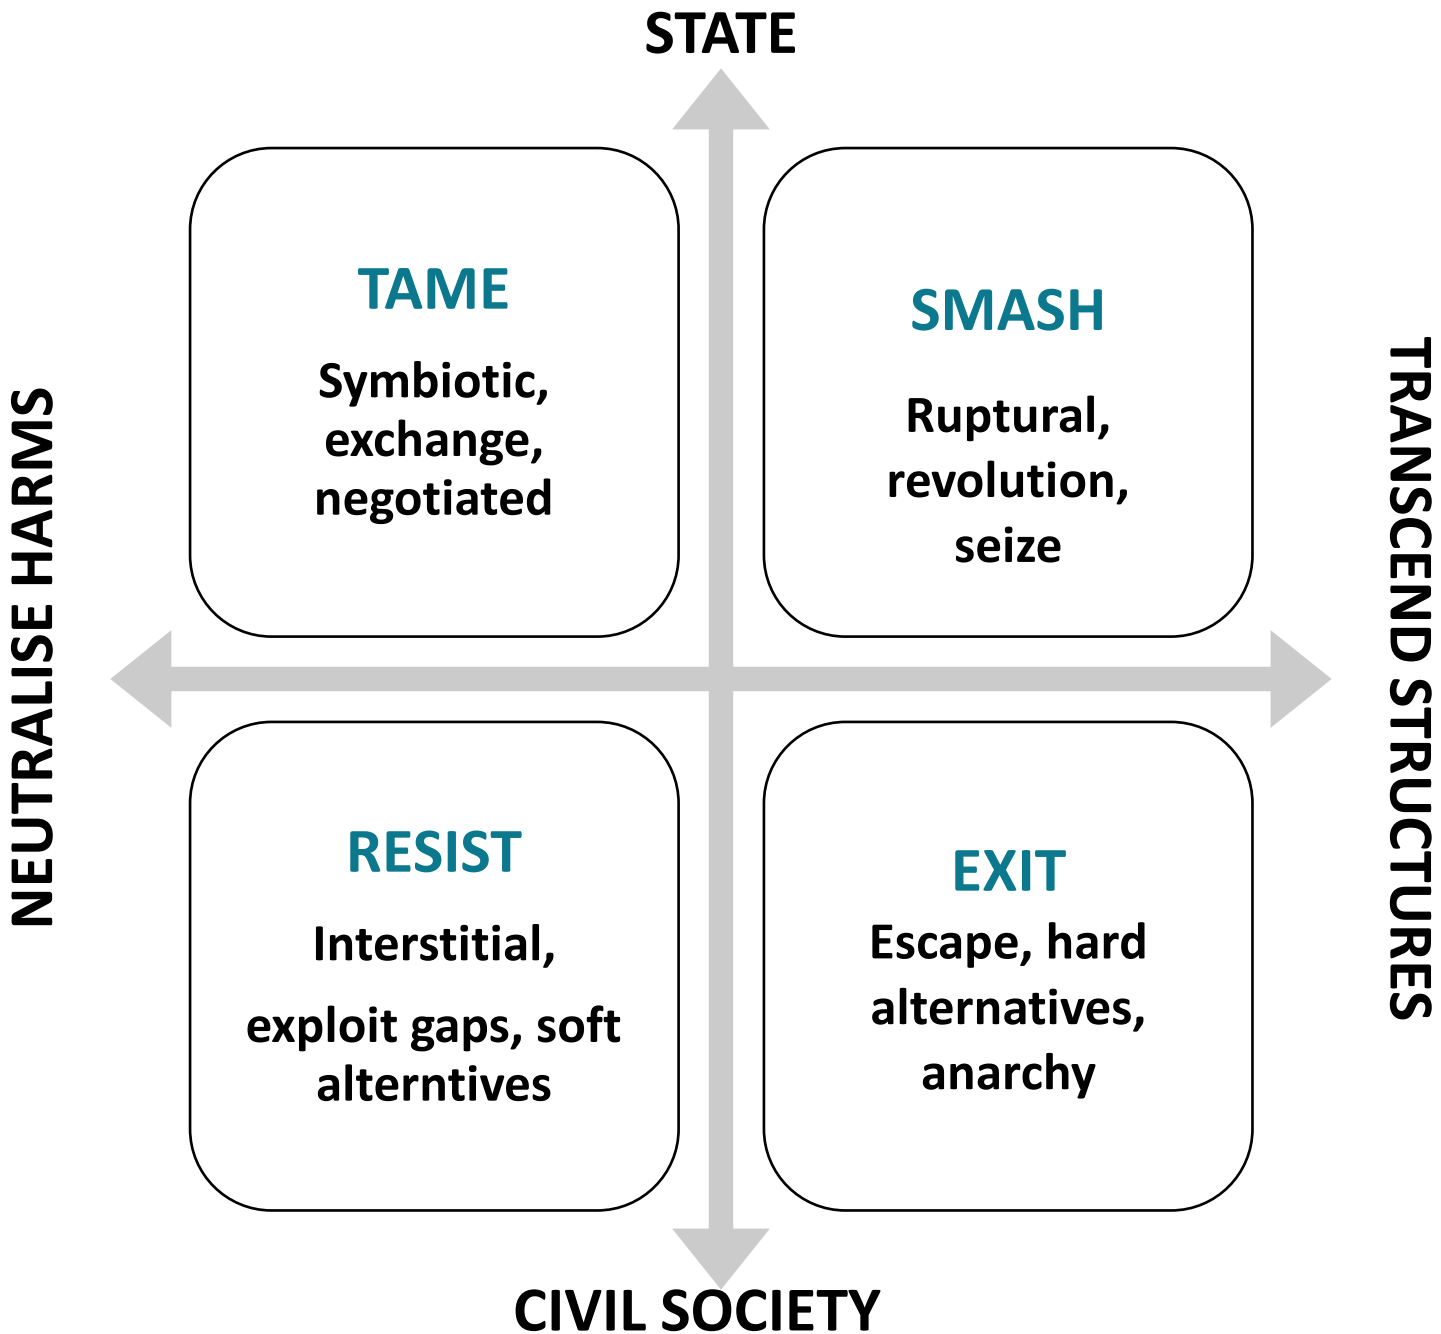 STATE
NEUTRALISE HARMS
TAME
Symbiotic,
exchange,
negotiated
SMASH
Ruptural,
revolution,
seize
TRANSCEND STRUCTURES
RESIST
Interstitial,
exploit gaps, soft
alterntives
EXIT
Escape, hard
alternatives,
anarchy
CIVIL SOCIETY